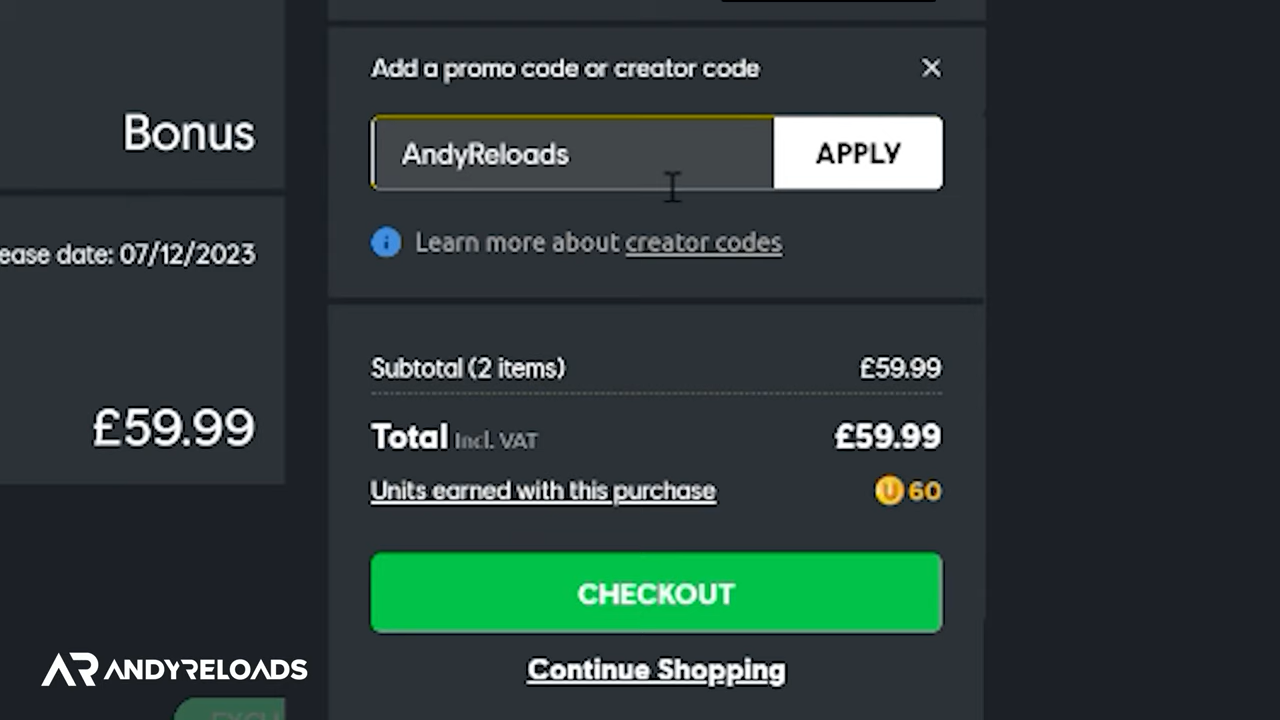 Add a promo code or creator code
Bonus
AndyReloads
APPLY
Learn more about creator codes
ease date: 07/12/2023
Subtotal (2 items)
£59.99
£59.99
Total Incl. VAT
£59.99
Units earned with this purchase
60
CHECKOUT
ANDYRELOADS
Continue Shopping